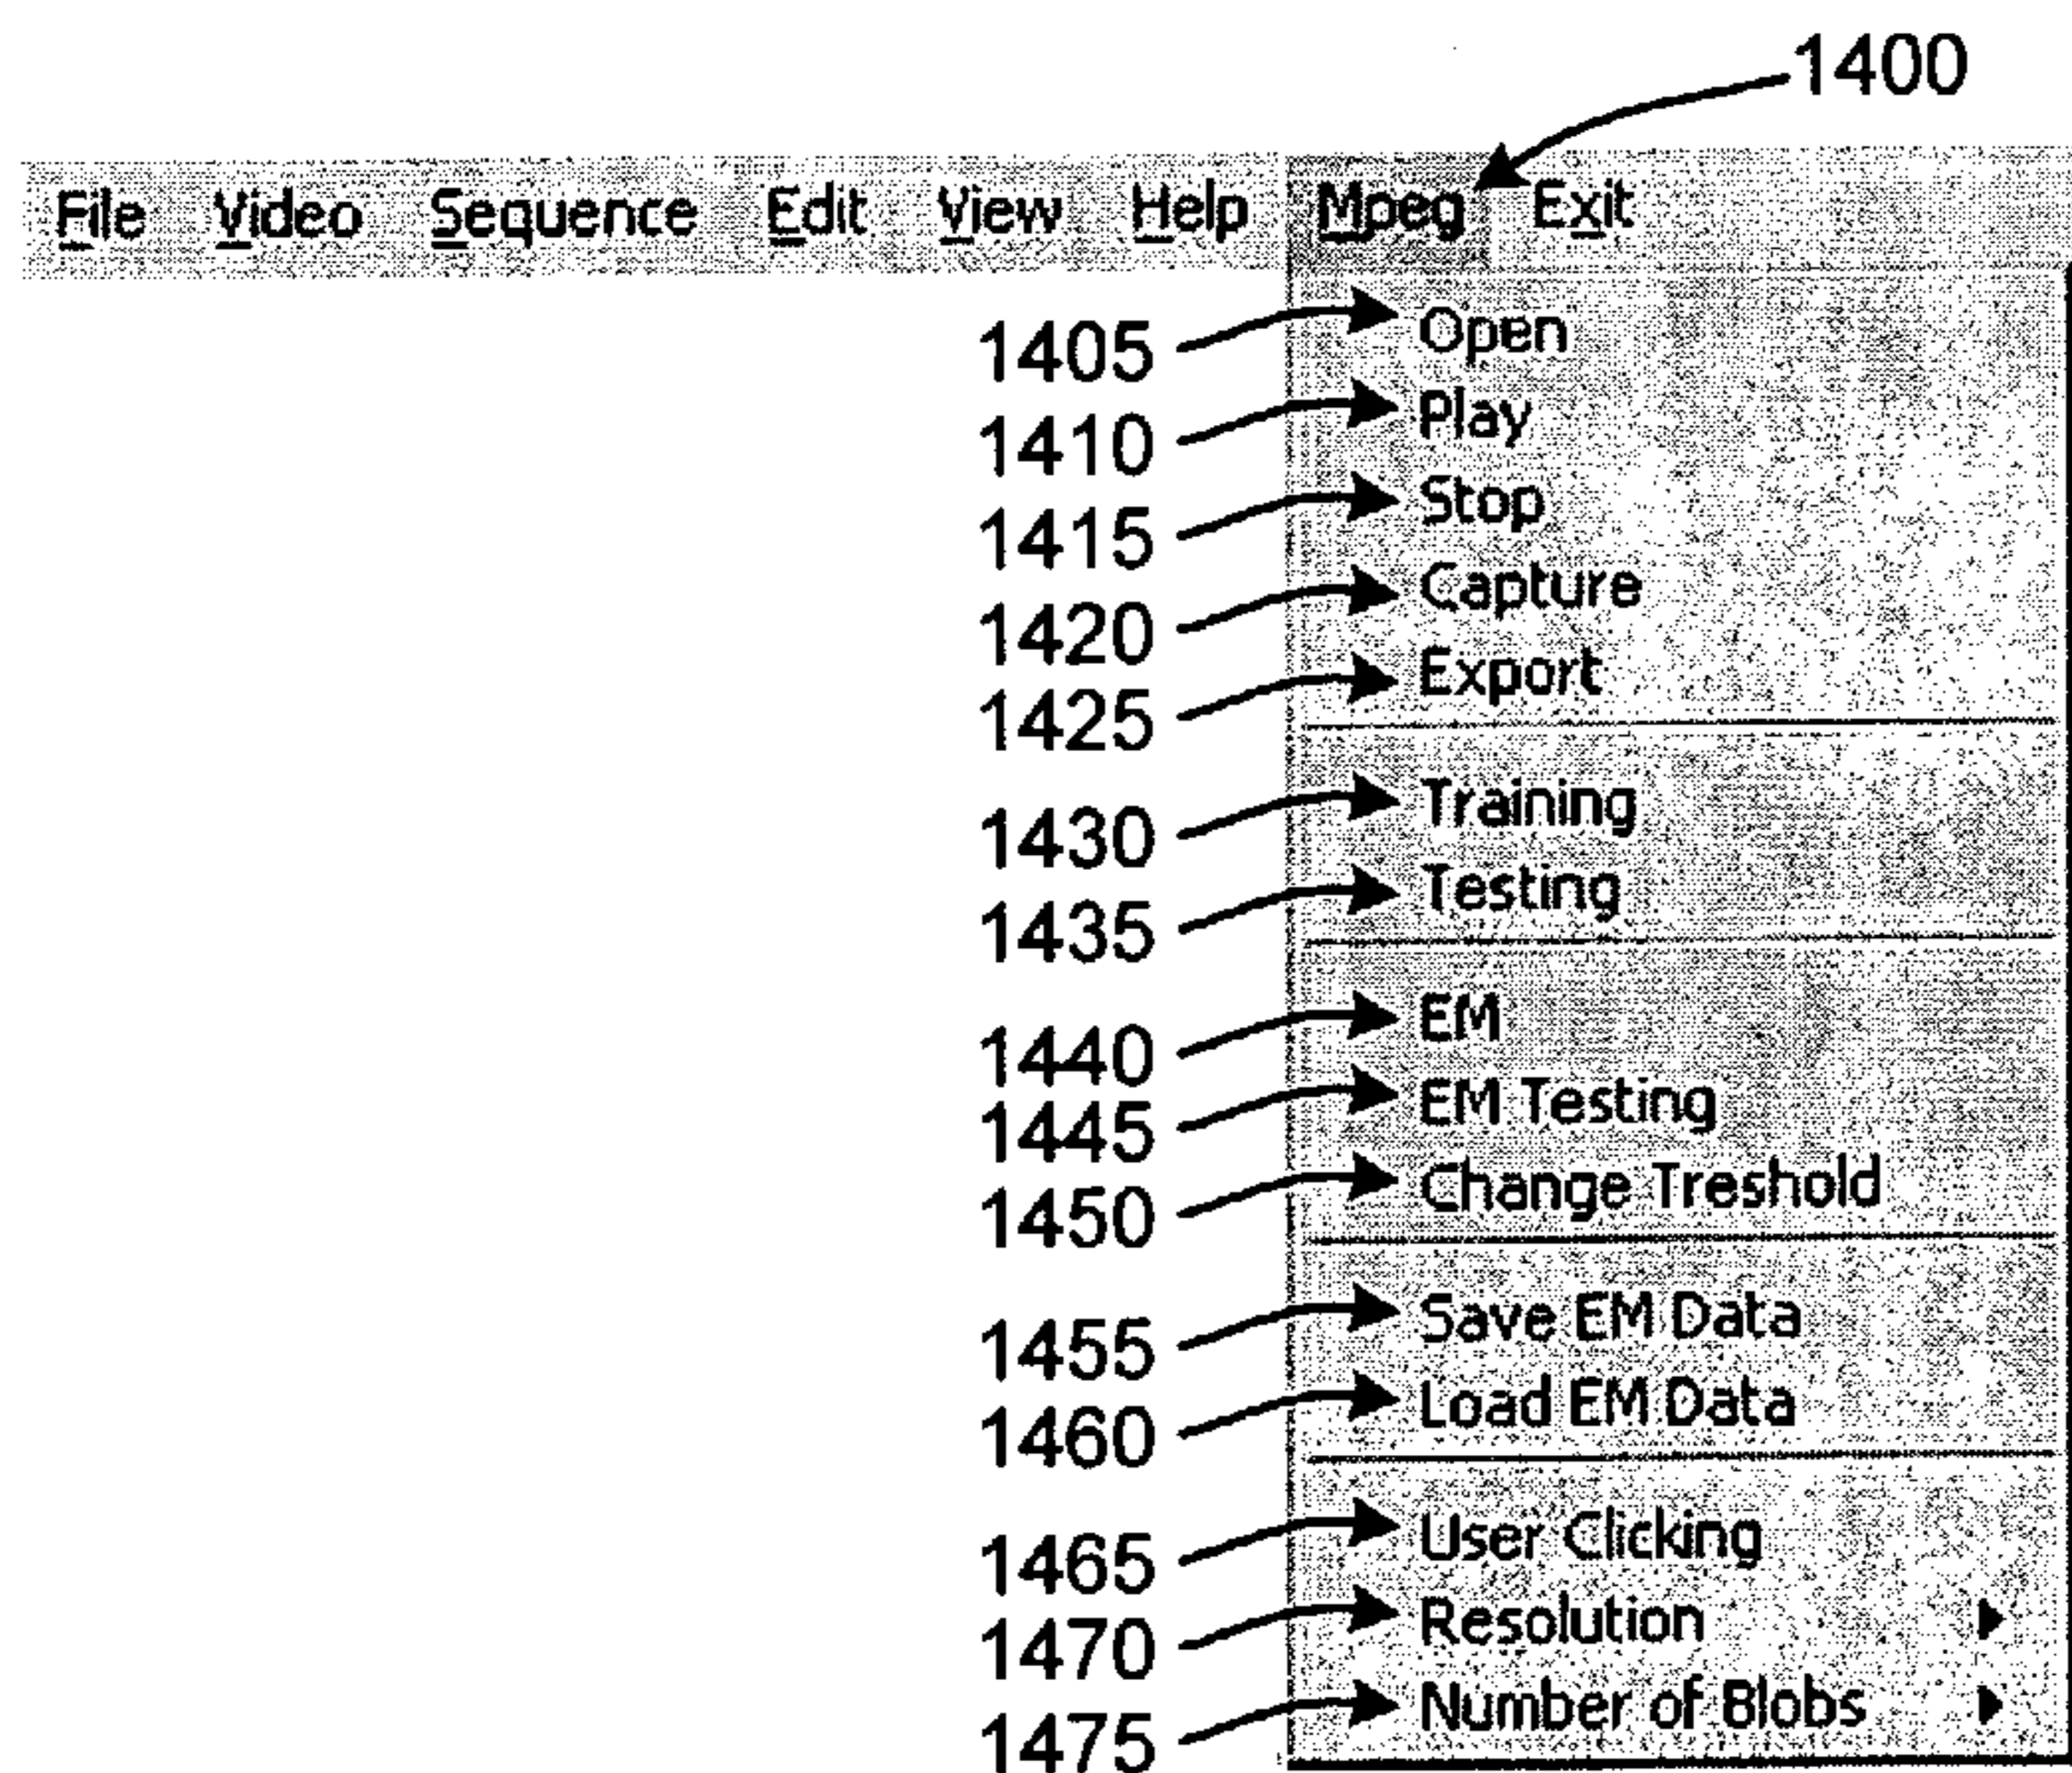 1400
File Video Sequence Edit View Help Mpeg Exit
1405 Open
1410 Play
1415 Stop
1420 Capture
1425 Export
1430 Training
1435 Testing
1440 EM
1445 EM Testing
1450 Change Treshold
1455 Save EM Data
1460 Load EM Data
1465 User Clicking
1470 Resolution
1475 Number of Blobs